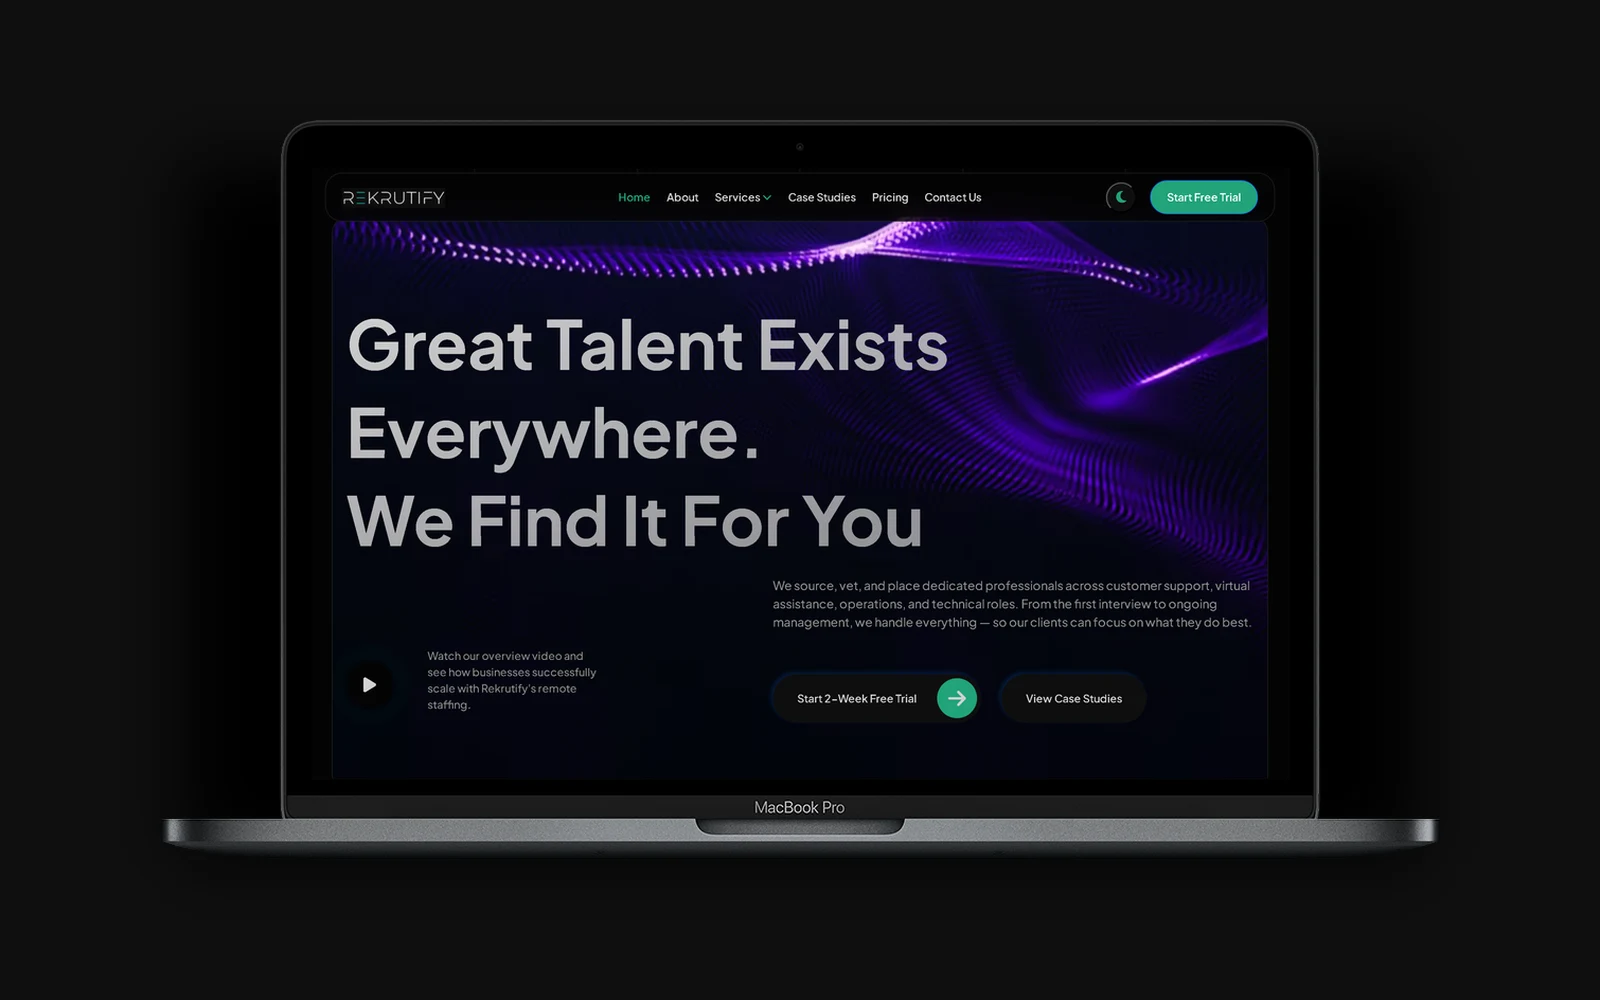 REKRUTIFY
Home About Services Case Studies Pricing Contact Us
Start Free Trial
Great Talent Exists
Everywhere.
We Find It For You
We source, vet, and place dedicated professionals across customer support, virtual
assistance, operations, and technical roles. From the first interview to ongoing
management, we handle everything — so our clients can focus on what they do best.
Watch our overview video and
see how businesses successfully
scale with Rekrutify's remote
staffing.
Start 2-Week Free Trial
View Case Studies
MacBook Pro